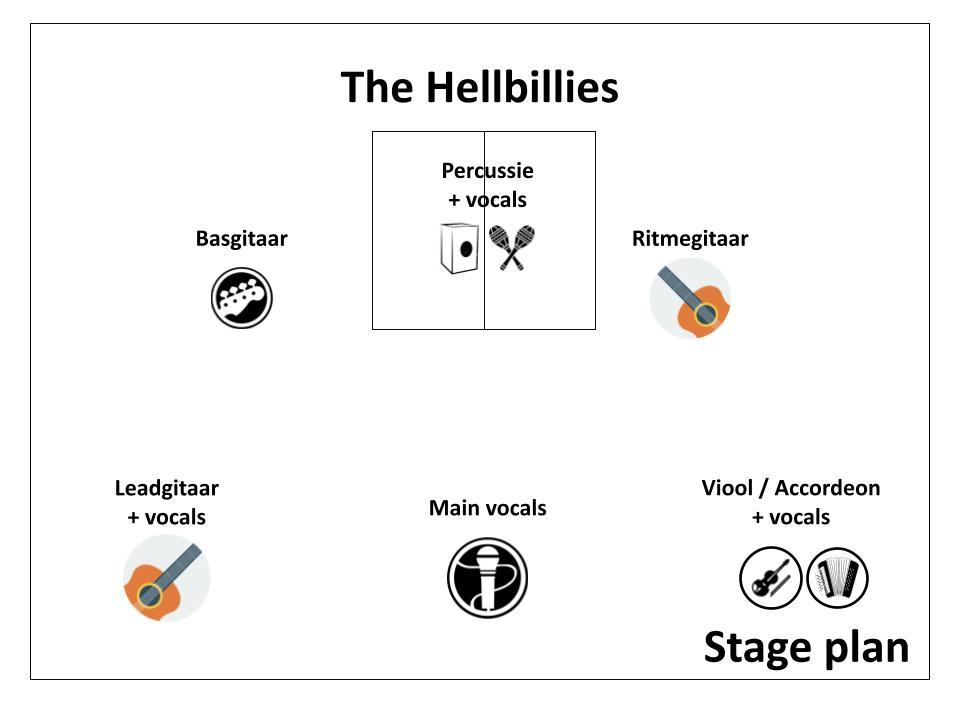 The Hellbillies
Percussie
+ vocals
Basgitaar
Ritmegitaar
Leadgitaar
+ vocals
Main vocals
Viool / Accordeon
+ vocals
Stage plan